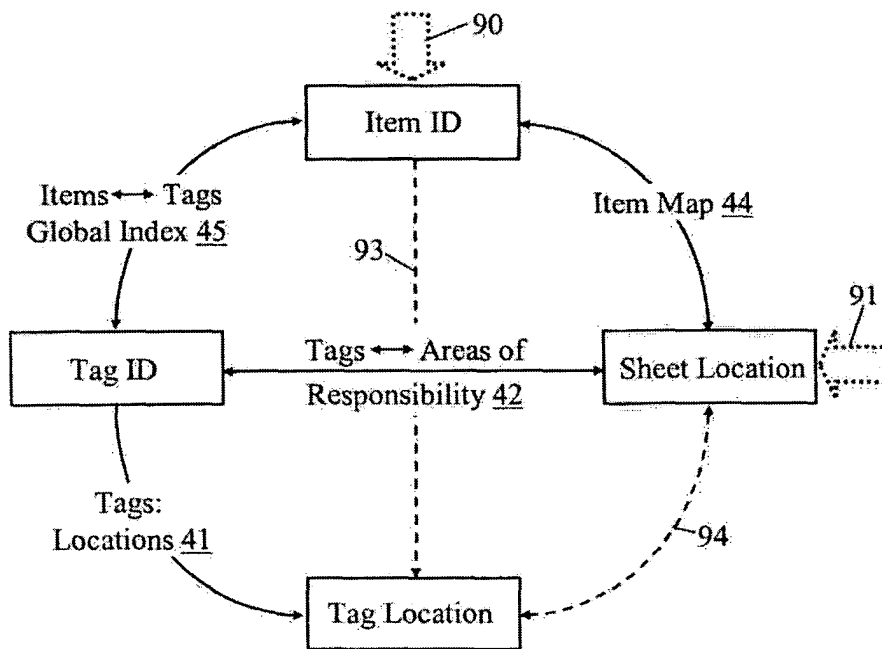 90
Item ID
Items ↔ Tags
Global Index 45
Item Map 44
93
91
Tag ID
Tags ↔ Areas of
Responsibility 42
Sheet Location
Tags:
Locations 41
94
Tag Location